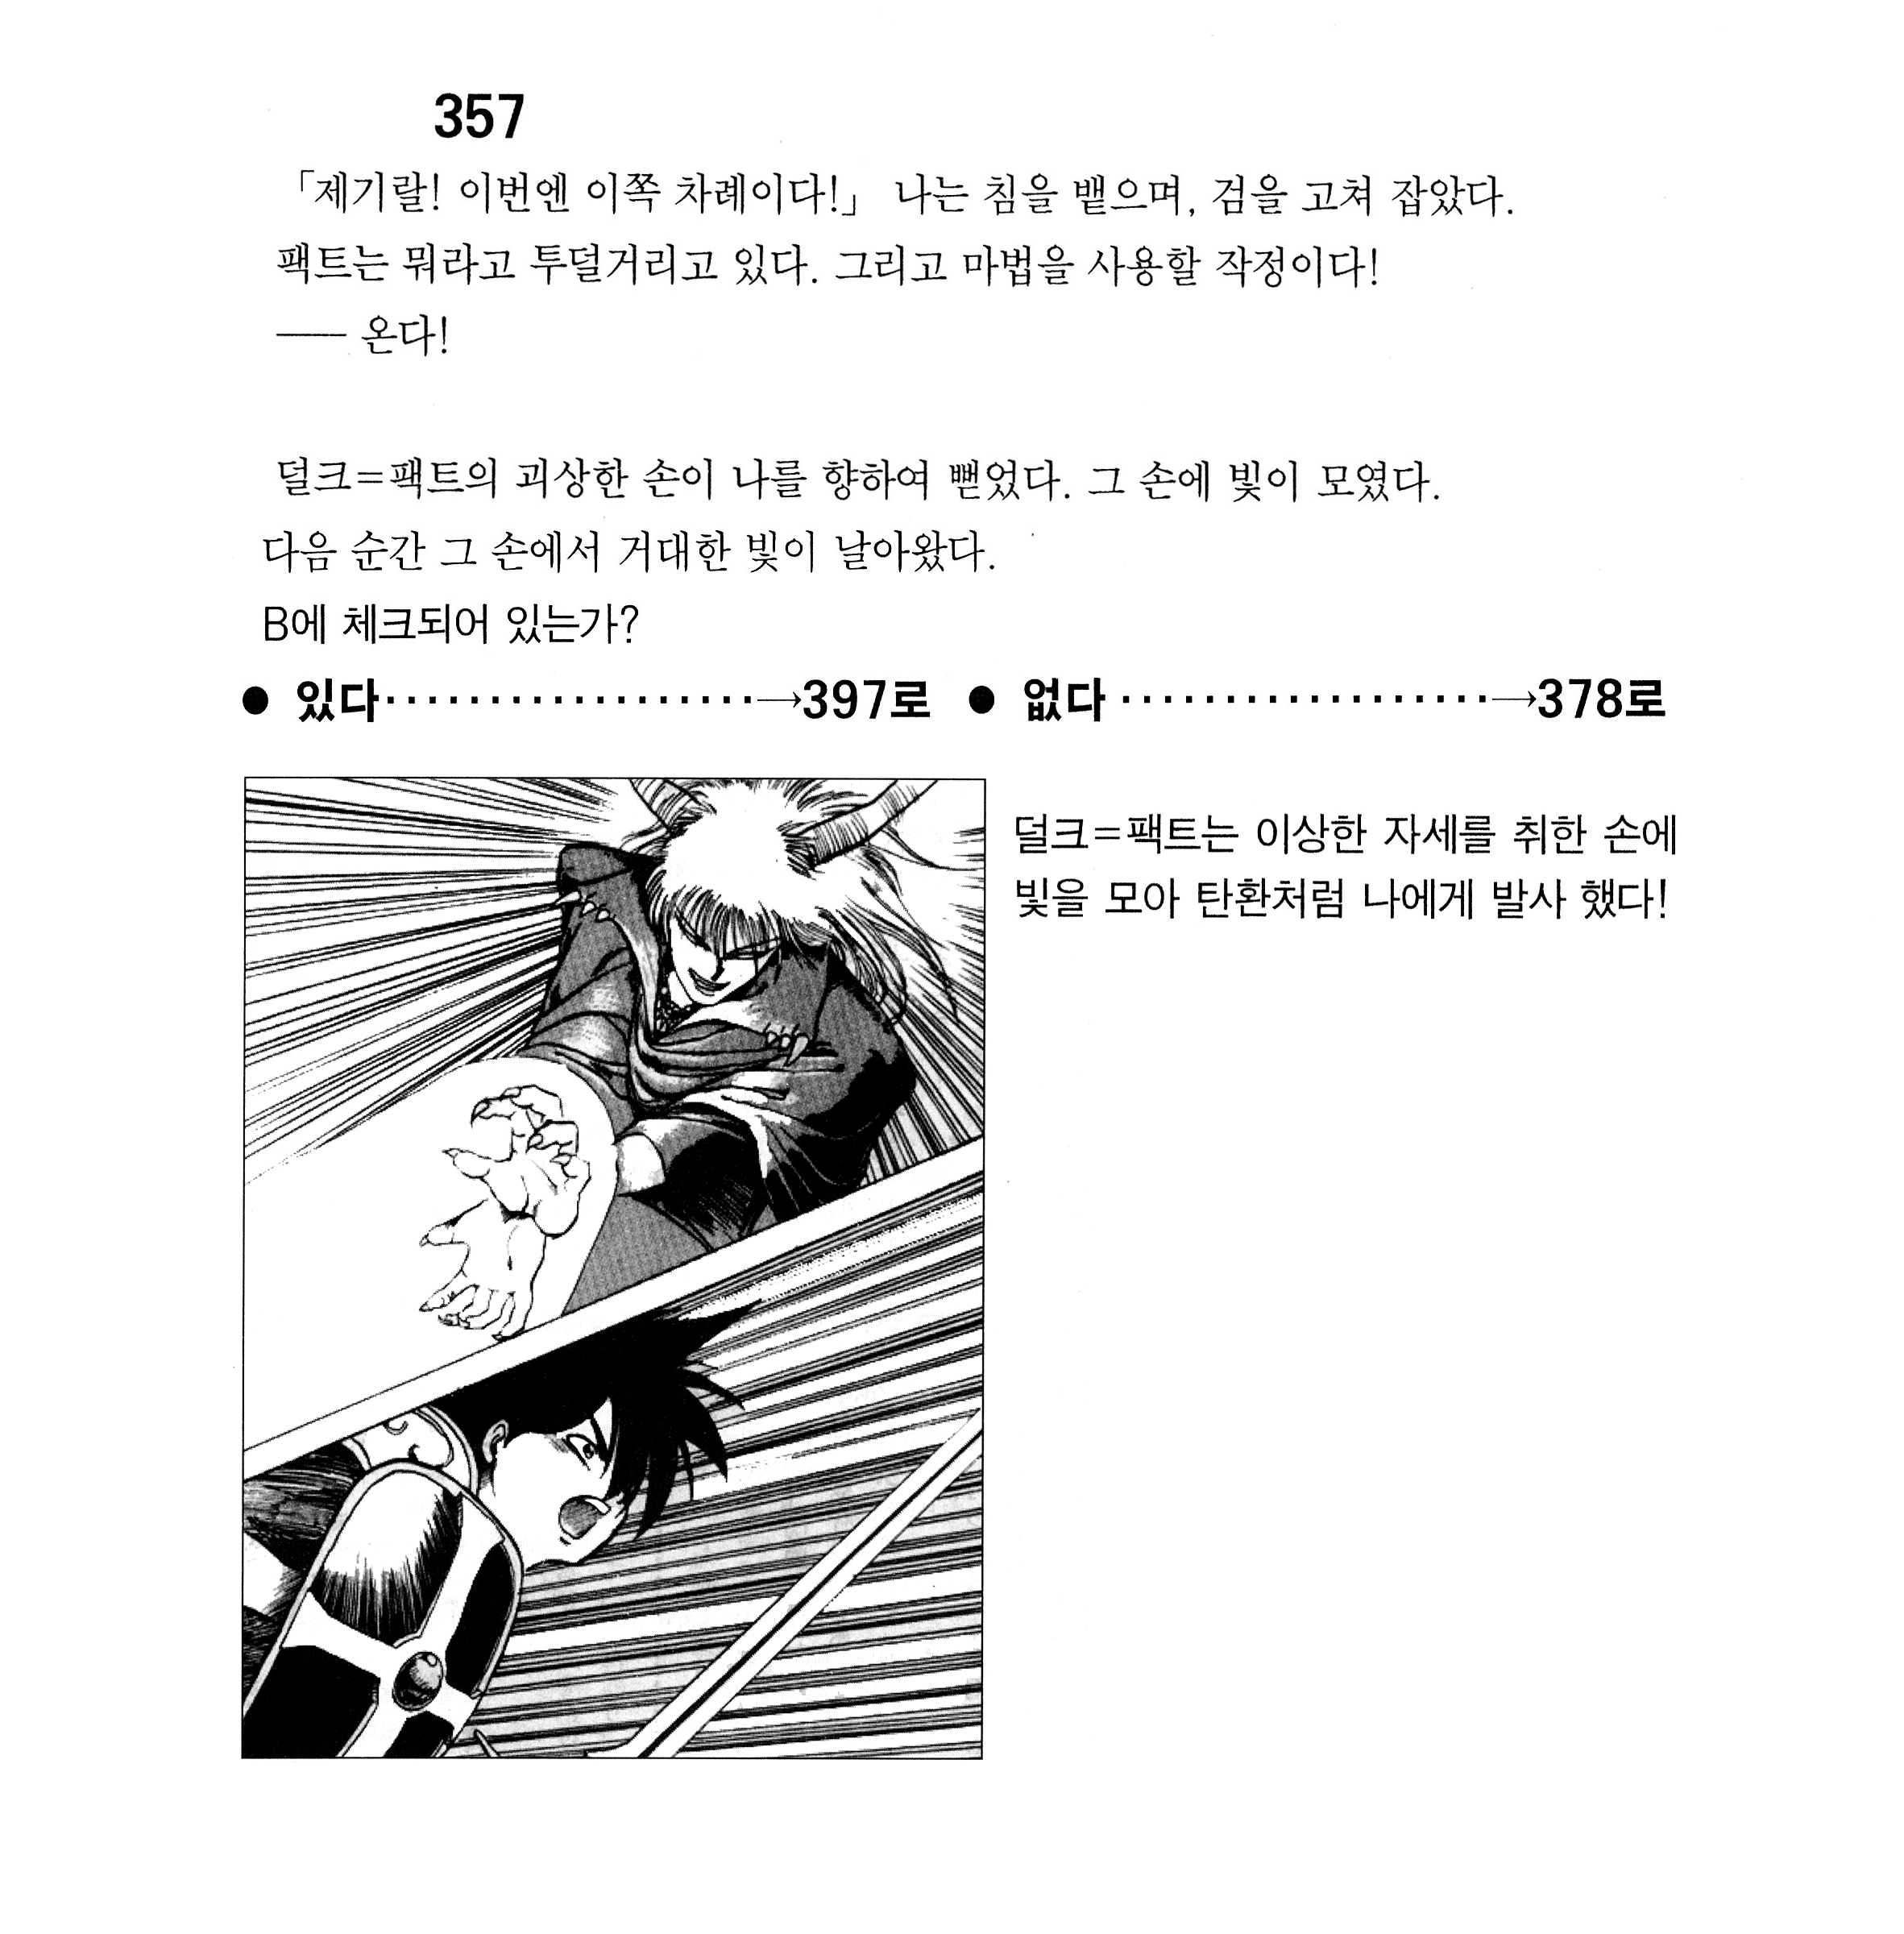 357
「제기랄! 이번엔 이쪽 차례이다!」 나는 침을 뱉으며, 검을 고쳐 잡았다.
팩트는 뭐라고 투덜거리고 있다. 그리고 마법을 사용할 작정이다!
── 온다!
덜크=팩트의 괴상한 손이 나를 향하여 뻗었다. 그 손에 빛이 모였다.
다음 순간 그 손에서 거대한 빛이 날아왔다.
B에 체크되어 있는가?
● 있다··················→397로 ● 없다··················→378로
덜크=팩트는 이상한 자세를 취한 손에
빛을 모아 탄환처럼 나에게 발사 했다!